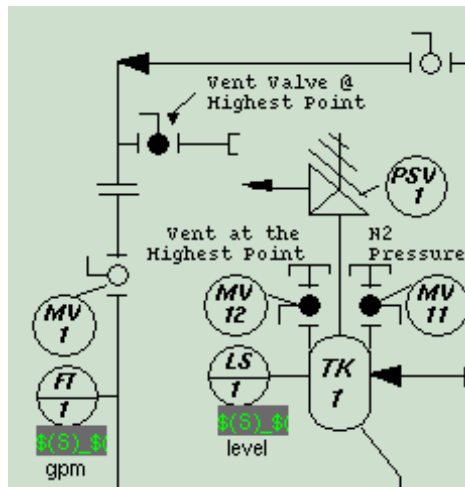 Vent Valve @
Highest Point
PSV
1
Vent at the
Highest Point
N2
Pressure
MV
1
MV
12
MV
11
FT
1
LS
1
TK
1
$(S)_$(
gpm
$(S)_$(
level